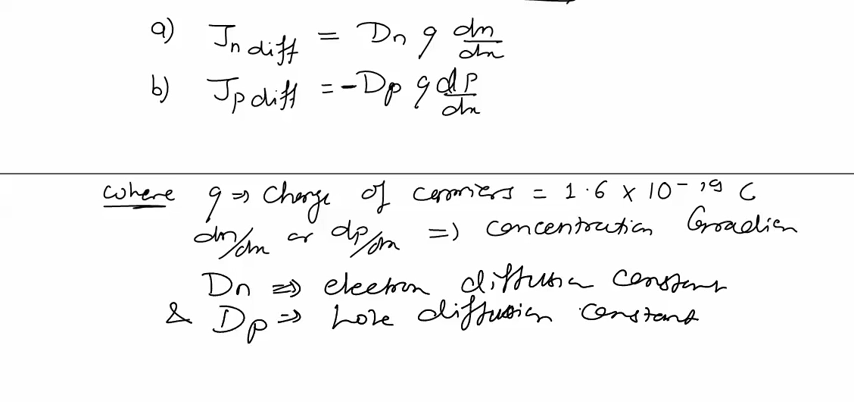 a) Jn diff = Dn q dn/dx
b) Jp diff = -Dp q dp/dx
where q => Charge of carriers = 1.6 x 10^-19 C
dn/dx or dp/dx => concentration Gradien
Dn => electron diffusion constant
& Dp => hole diffusion constant